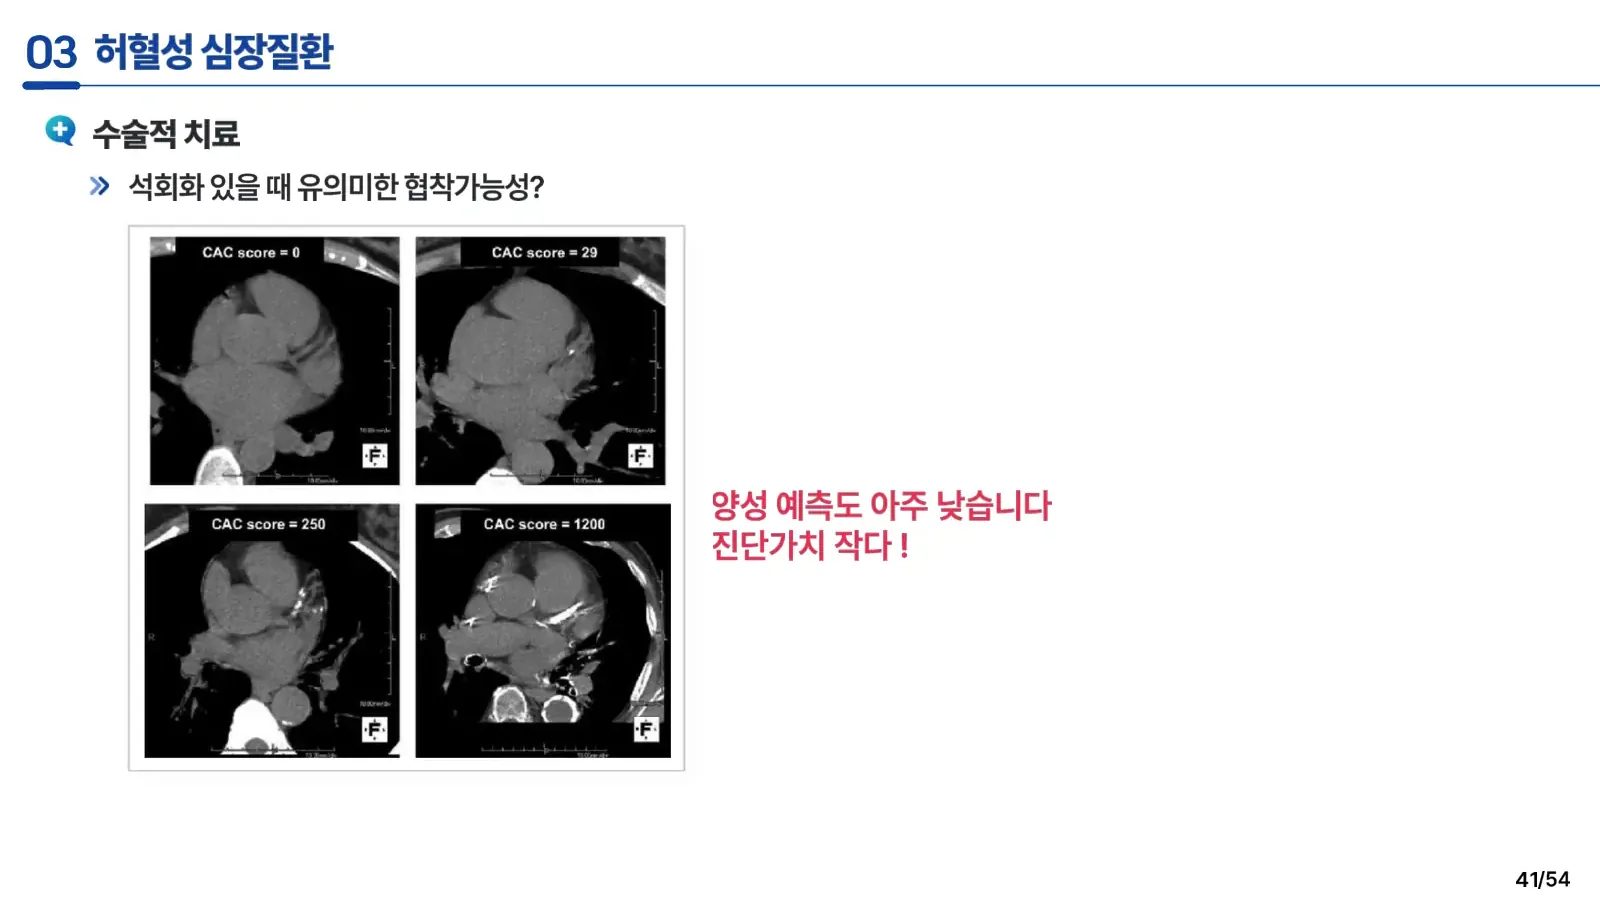 03 허혈성 심장질환
수술적 치료
석회화 있을 때 유의미한 협착가능성?
CAC score = 0
CAC score = 29
F
F
CAC score = 250
CAC score = 1200
R
R
F
F
양성 예측도 아주 낮습니다
진단가치 작다 !
41/54